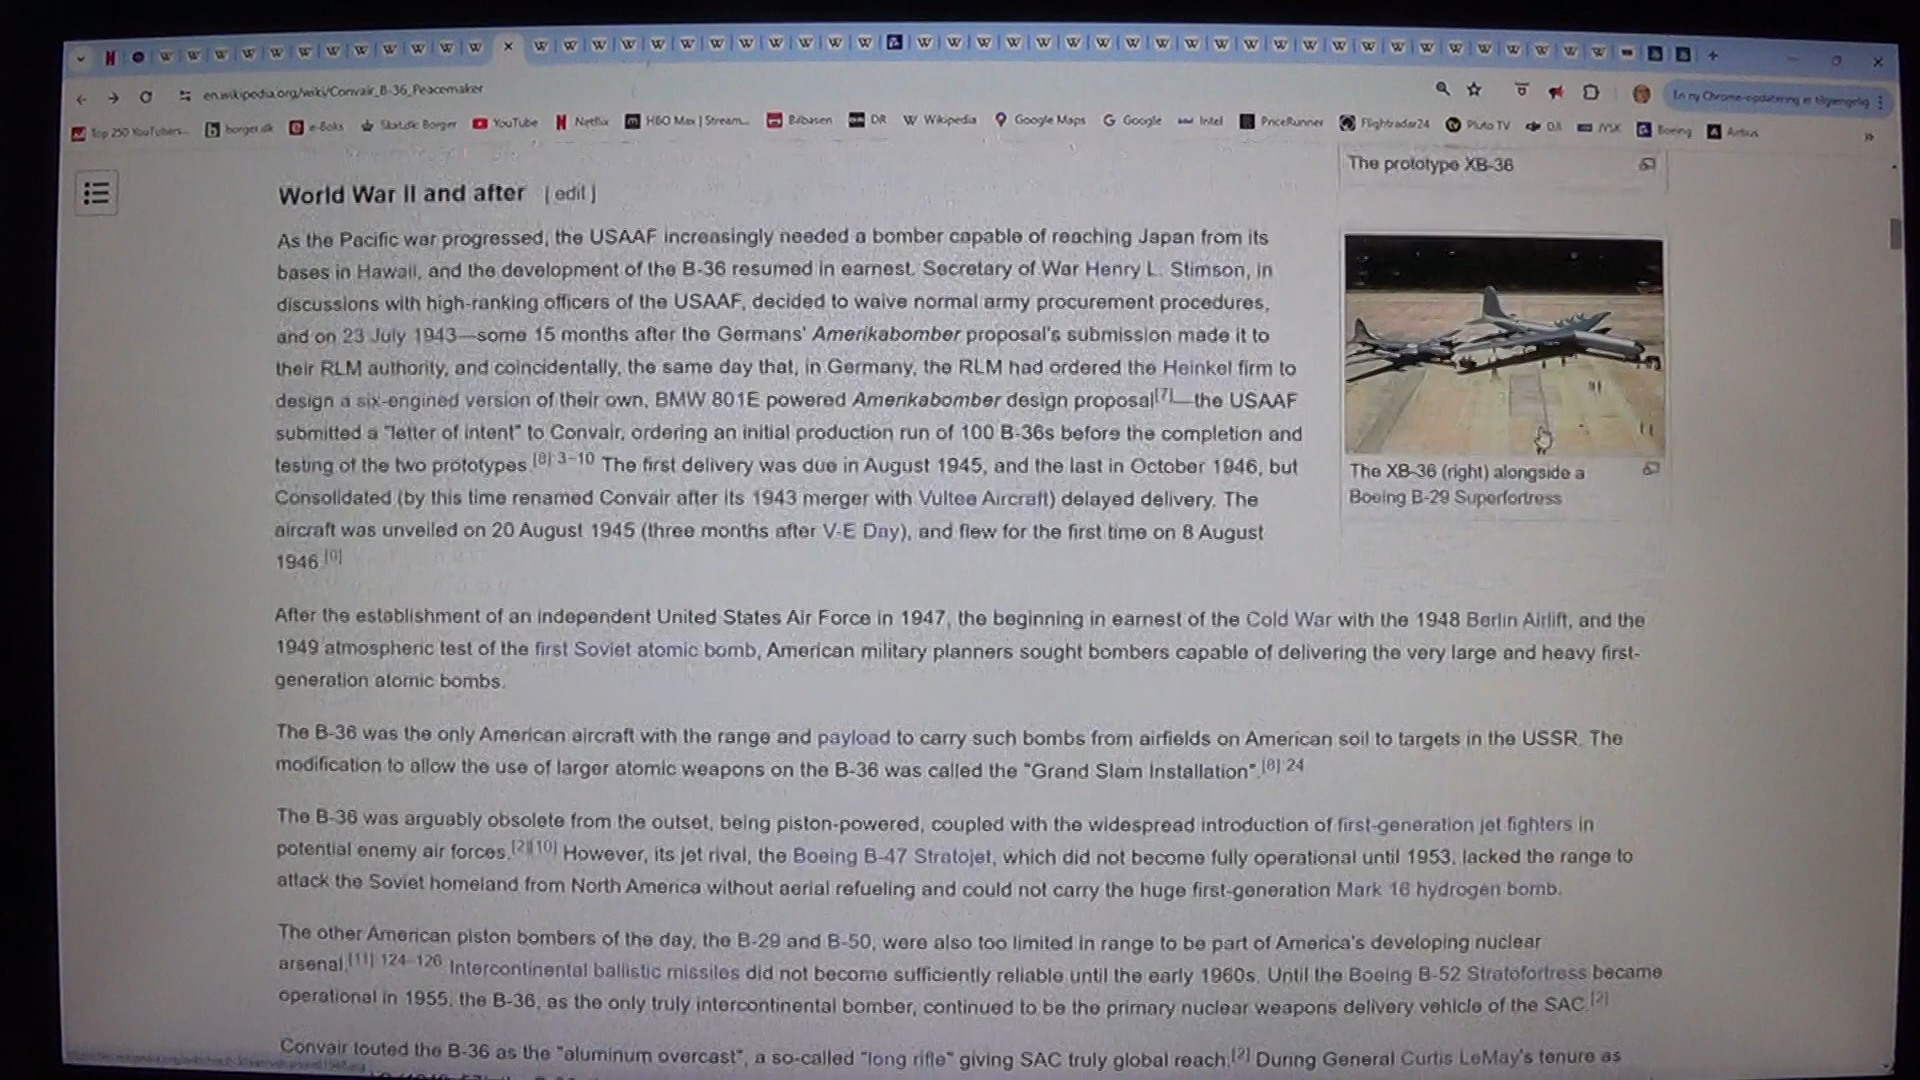 en.wikipedia.org/wiki/Convair_B-36_Peacemaker
En ny Chrome-opdatering er tilgængelig
Top 250 YouTubers... borger.dk e-Boks Skat.dk Borger YouTube Netflix HBO Max | Stream... Bilbasen DR Wikipedia Google Maps Google Intel PriceRunner Flightradar24 Pluto TV DJI JYSK Boeing Airbus
The prototype XB-36
World War II and after [ edit ]
As the Pacific war progressed, the USAAF increasingly needed a bomber capable of reaching Japan from its
bases in Hawaii, and the development of the B-36 resumed in earnest. Secretary of War Henry L. Stimson, in
discussions with high-ranking officers of the USAAF, decided to waive normal army procurement procedures,
and on 23 July 1943—some 15 months after the Germans' Amerikabomber proposal's submission made it to
their RLM authority, and coincidentally, the same day that, in Germany, the RLM had ordered the Heinkel firm to
design a six-engined version of their own, BMW 801E powered Amerikabomber design proposal[7]—the USAAF
submitted a "letter of intent" to Convair, ordering an initial production run of 100 B-36s before the completion and
testing of the two prototypes.[8] 3–10 The first delivery was due in August 1945, and the last in October 1946, but
Consolidated (by this time renamed Convair after its 1943 merger with Vultee Aircraft) delayed delivery. The
aircraft was unveiled on 20 August 1945 (three months after V-E Day), and flew for the first time on 8 August
1946.[9]
The XB-36 (right) alongside a
Boeing B-29 Superfortress
After the establishment of an independent United States Air Force in 1947, the beginning in earnest of the Cold War with the 1948 Berlin Airlift, and the
1949 atmospheric test of the first Soviet atomic bomb, American military planners sought bombers capable of delivering the very large and heavy first-
generation atomic bombs.
The B-36 was the only American aircraft with the range and payload to carry such bombs from airfields on American soil to targets in the USSR. The
modification to allow the use of larger atomic weapons on the B-36 was called the "Grand Slam Installation".[8] 24
The B-36 was arguably obsolete from the outset, being piston-powered, coupled with the widespread introduction of first-generation jet fighters in
potential enemy air forces.[2][10] However, its jet rival, the Boeing B-47 Stratojet, which did not become fully operational until 1953, lacked the range to
attack the Soviet homeland from North America without aerial refueling and could not carry the huge first-generation Mark 16 hydrogen bomb.
The other American piston bombers of the day, the B-29 and B-50, were also too limited in range to be part of America's developing nuclear
arsenal.[11] 124–126 Intercontinental ballistic missiles did not become sufficiently reliable until the early 1960s. Until the Boeing B-52 Stratofortress became
operational in 1955, the B-36, as the only truly intercontinental bomber, continued to be the primary nuclear weapons delivery vehicle of the SAC.[2]
Convair touted the B-36 as the "aluminum overcast", a so-called "long rifle" giving SAC truly global reach.[2] During General Curtis LeMay's tenure as